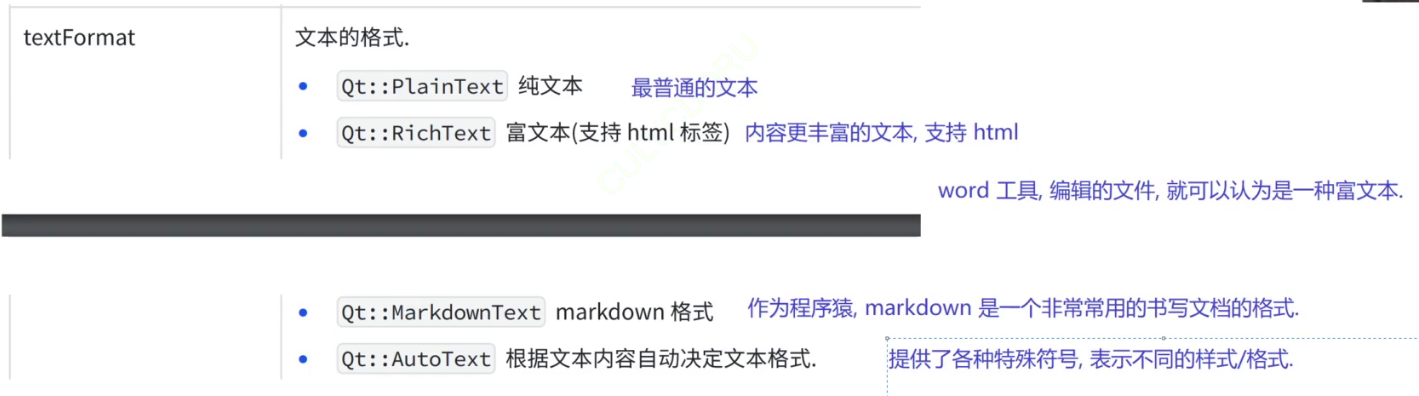 textFormat 文本的格式.
Qt::PlainText 纯文本 最普通的文本
Qt::RichText 富文本(支持 html 标签) 内容更丰富的文本, 支持 html
word 工具, 编辑的文件, 就可以认为是一种富文本.
Qt::MarkdownText markdown 格式 作为程序猿, markdown 是一个非常常用的书写文档的格式.
Qt::AutoText 根据文本内容自动决定文本格式. 提供了各种特殊符号, 表示不同的样式/格式.